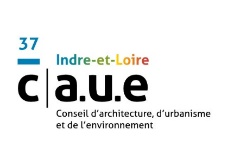 37
Indre-et-Loire
c|a.u.e
Conseil d'architecture, d'urbanisme
et de l'environnement